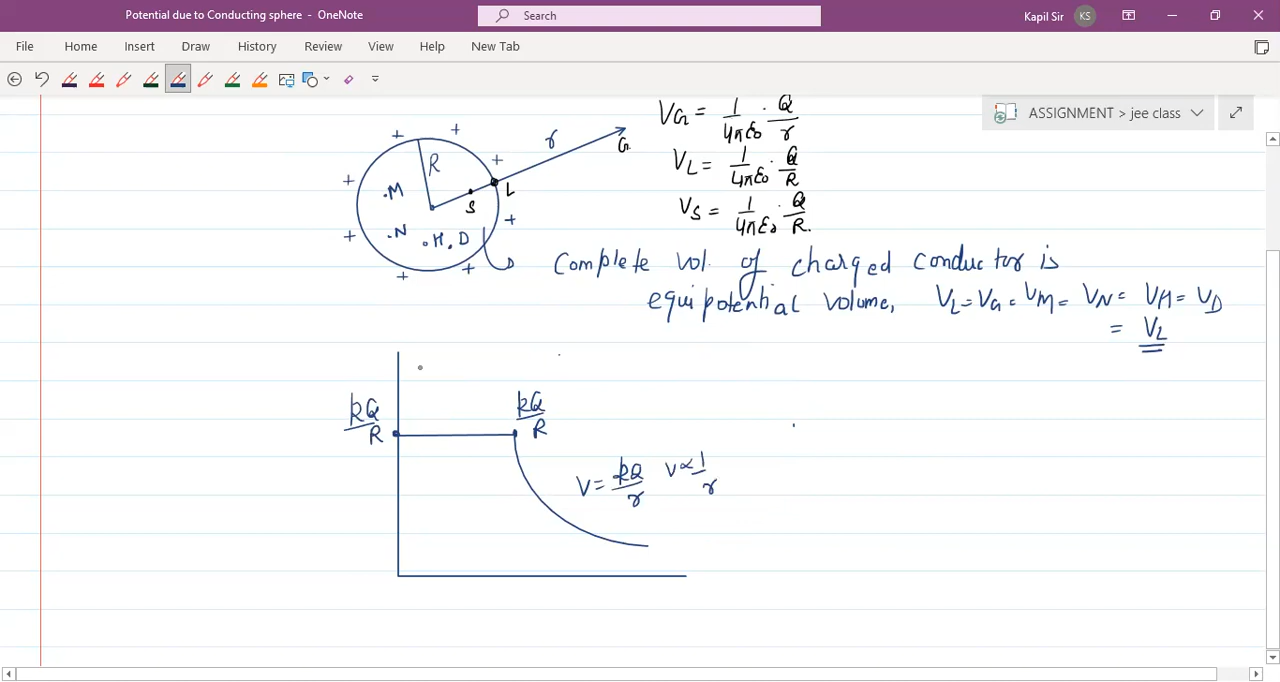 Potential due to Conducting sphere - OneNote
Search
Kapil Sir KS
File Home Insert Draw History Review View Help New Tab
ASSIGNMENT > jee class
+ + + + + + + + +
R
r
G
M
S
L
N
H
D
VG = 1/4πε₀ · Q/r
VL = 1/4πε₀ · Q/R
VS = 1/4πε₀ · Q/R.
Complete vol. of charged conductor is
equipotential volume, VL = VG = VM = VN = VH = VD
= VL
kQ/R
kQ/R
V = kQ/r V ∝ 1/r